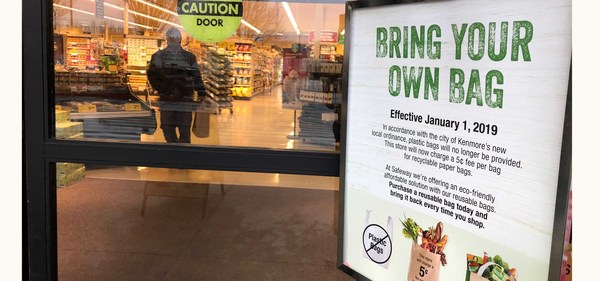 CAUTION
DOOR
BRING YOUR
OWN BAG
Effective January 1, 2019
In accordance with the city of Kenmore's new
local ordinance, plastic bags will no longer be provided.
This store will now charge a 5¢ fee per bag
for recyclable paper bags.
At Safeway we're offering an eco-friendly
affordable solution with our reusable bags.
Purchase a reusable bag today and
bring it back every time you shop.
Plastic
Bags
5¢